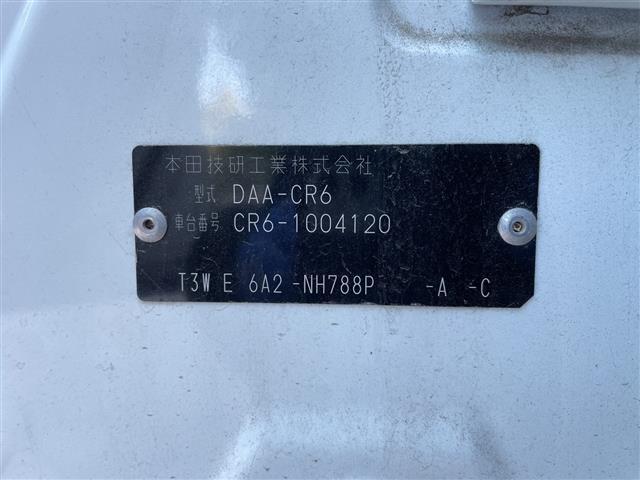 本田技研工業株式会社
型式 DAA-CR6
車台番号 CR6-1004120
T3W E 6A2 -NH788P -A -C